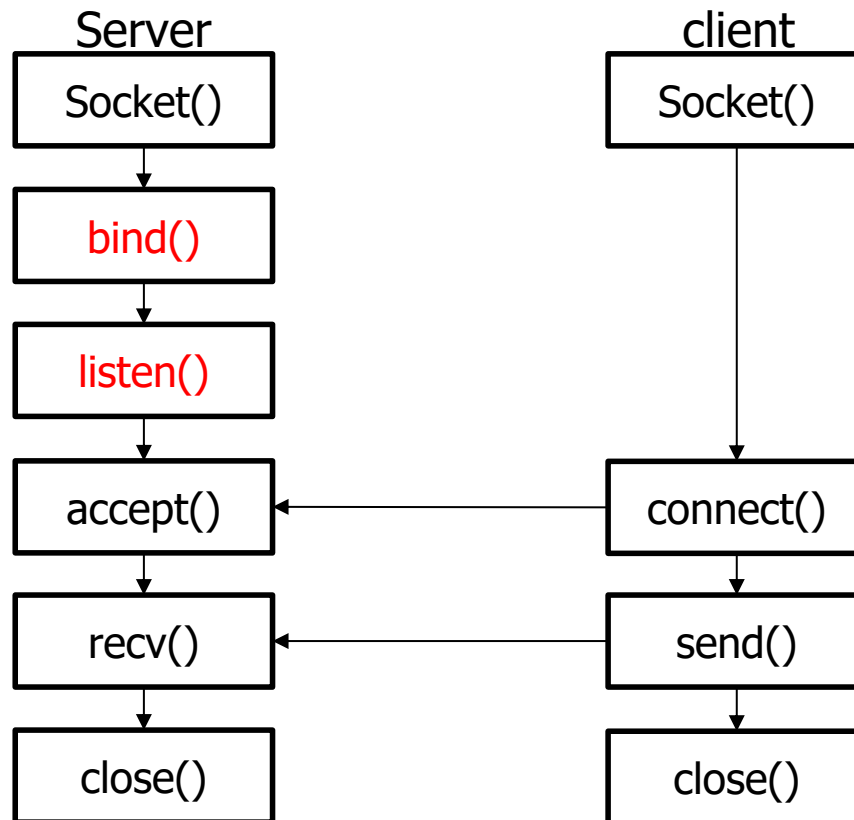 Server
client
Socket()
Socket()
bind()
listen()
accept()
connect()
recv()
send()
close()
close()